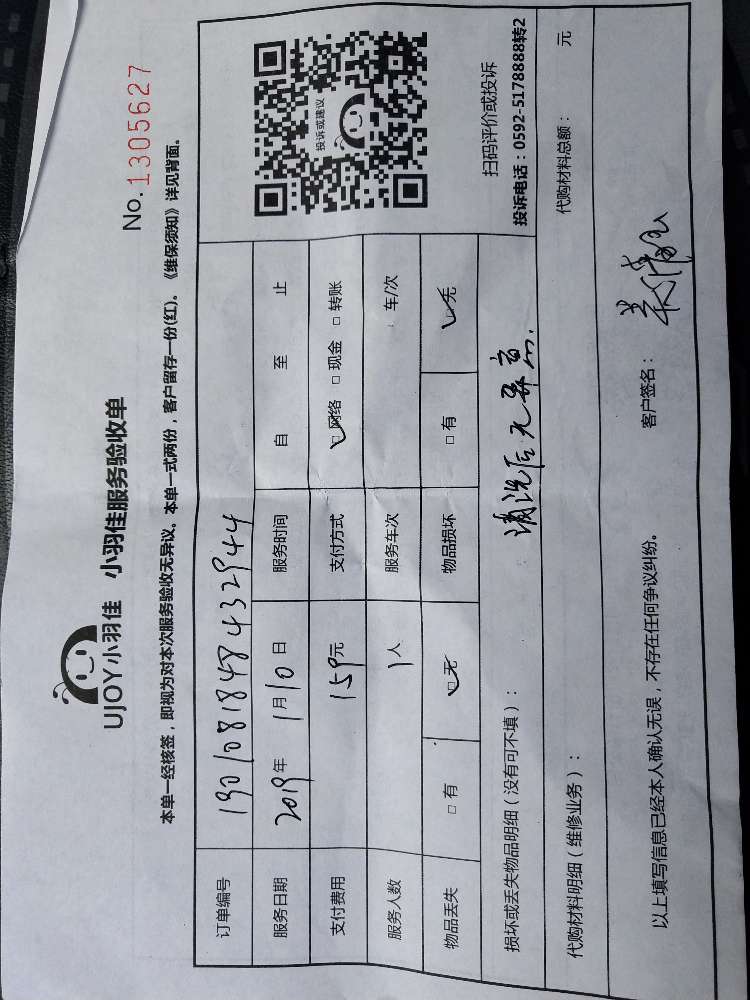 UJOY小羽佳 小羽佳服务验收单
No.1305627
本单一经核签，即视为对本次服务验收无异议。本单一式两份，客户留存一份(红)。《维保须知》详见背面。
订单编号 19010818484432944
服务日期 2019年 1月10日 服务时间 自 至 止
支付费用 159元 支付方式 □网络 □现金 □转账
服务人数 1人 服务车次 车/次
物品丢失 □有 □无 物品损坏 □有 □无
投诉或建议
扫码评价或投诉
投诉电话：0592-5178888转2
损坏或丢失物品明细（没有可不填）： 清洗后无异音.
代购材料明细（维修业务）： 代购材料总额： 元
以上填写信息已经本人确认无误，不存在任何争议纠纷。 客户签名：